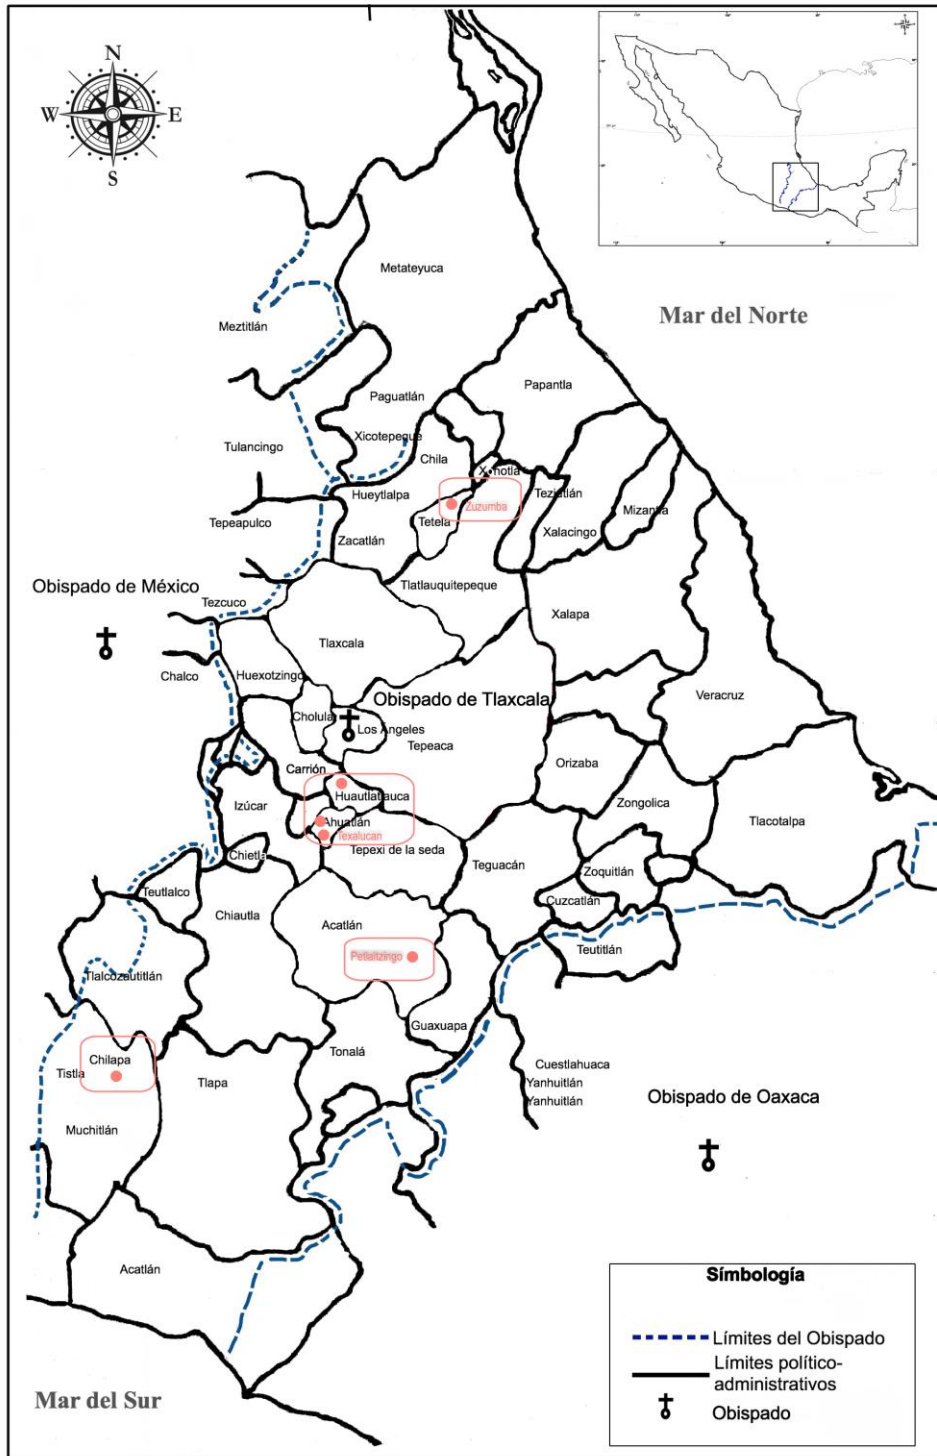 N
W
E
S
Metateyuca
Mar del Norte
Meztitlán
Papantla
Paguatlán
Xicotepeque
Tulancingo
Chila
Xonotla
Hueytlalpa
Teziutlán
Zuzumba
Mizantla
Tepeapulco
Tetela
Xalacingo
Zacatlán
Obispado de México
Tlatlauquitepeque
Tezcuco
Xalapa
Tlaxcala
Chalco
Huexotzingo
Obispado de Tlaxcala
Veracruz
Cholula
Los Angeles
Tepeaca
Carrión
Orizaba
Huautlatlauca
Izúcar
Zongolica
Ahuatlán
Tlacotalpa
Texalucan
Chietla
Tepexi de la seda
Teguacán
Zoquitlán
Teutlalco
Cuzcatlán
Chiautla
Acatlán
Teutitlán
Petlaltzingo
Tlalcozautitlán
Guaxuapa
Tonalá
Chilapa
Cuestlahuaca
Tistla
Tlapa
Yanhuitlán
Yanhuitlán
Obispado de Oaxaca
Muchitlán
Acatlán
Símbología
Límites del Obispado
Límites político-
administrativos
Obispado
Mar del Sur